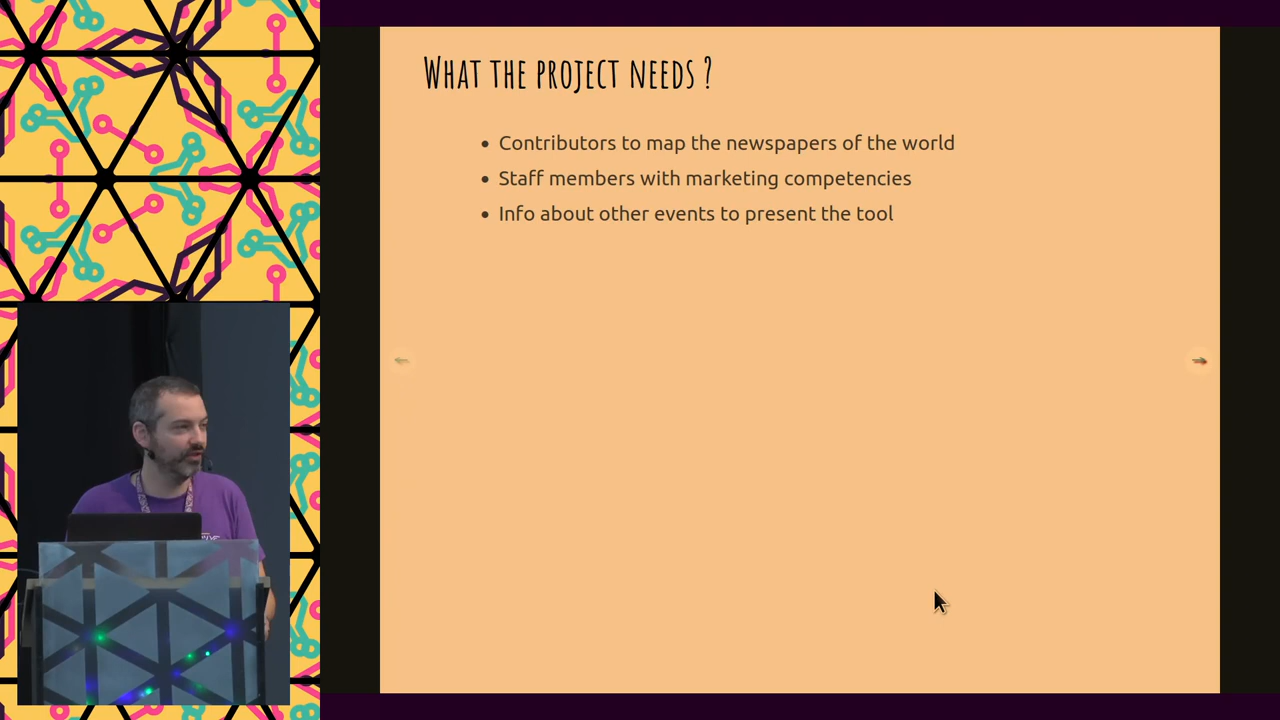 What the project needs ?
Contributors to map the newspapers of the world
Staff members with marketing competencies
Info about other events to present the tool